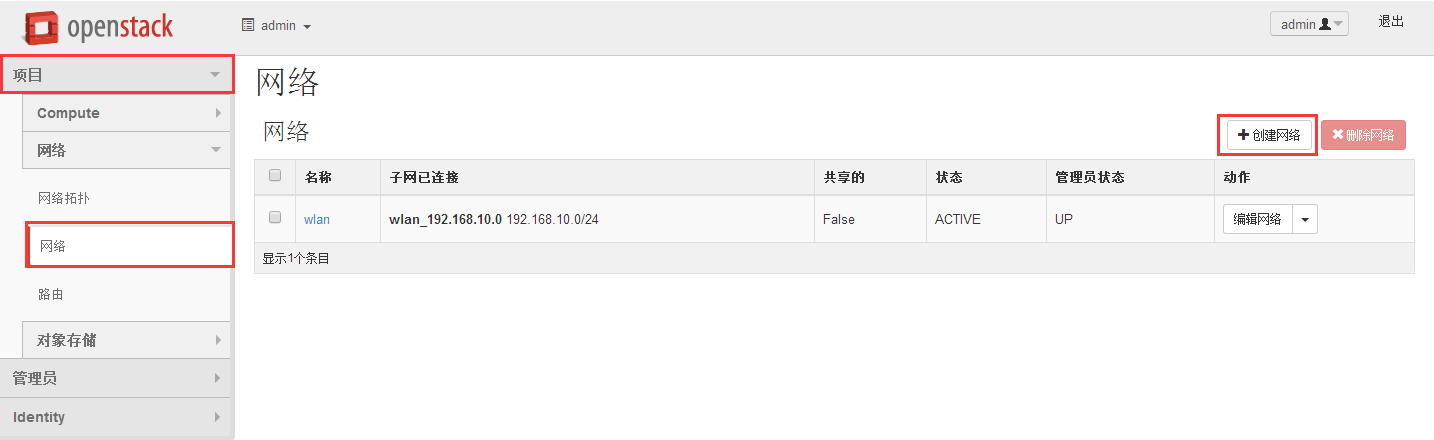 openstack admin admin 退出
项目
Compute
网络
网络拓扑
网络
路由
对象存储
管理员
Identity
网络
网络
创建网络 删除网络
名称 子网已连接 共享的 状态 管理员状态 动作
wlan wlan_192.168.10.0 192.168.10.0/24 False ACTIVE UP 编辑网络
显示1个条目